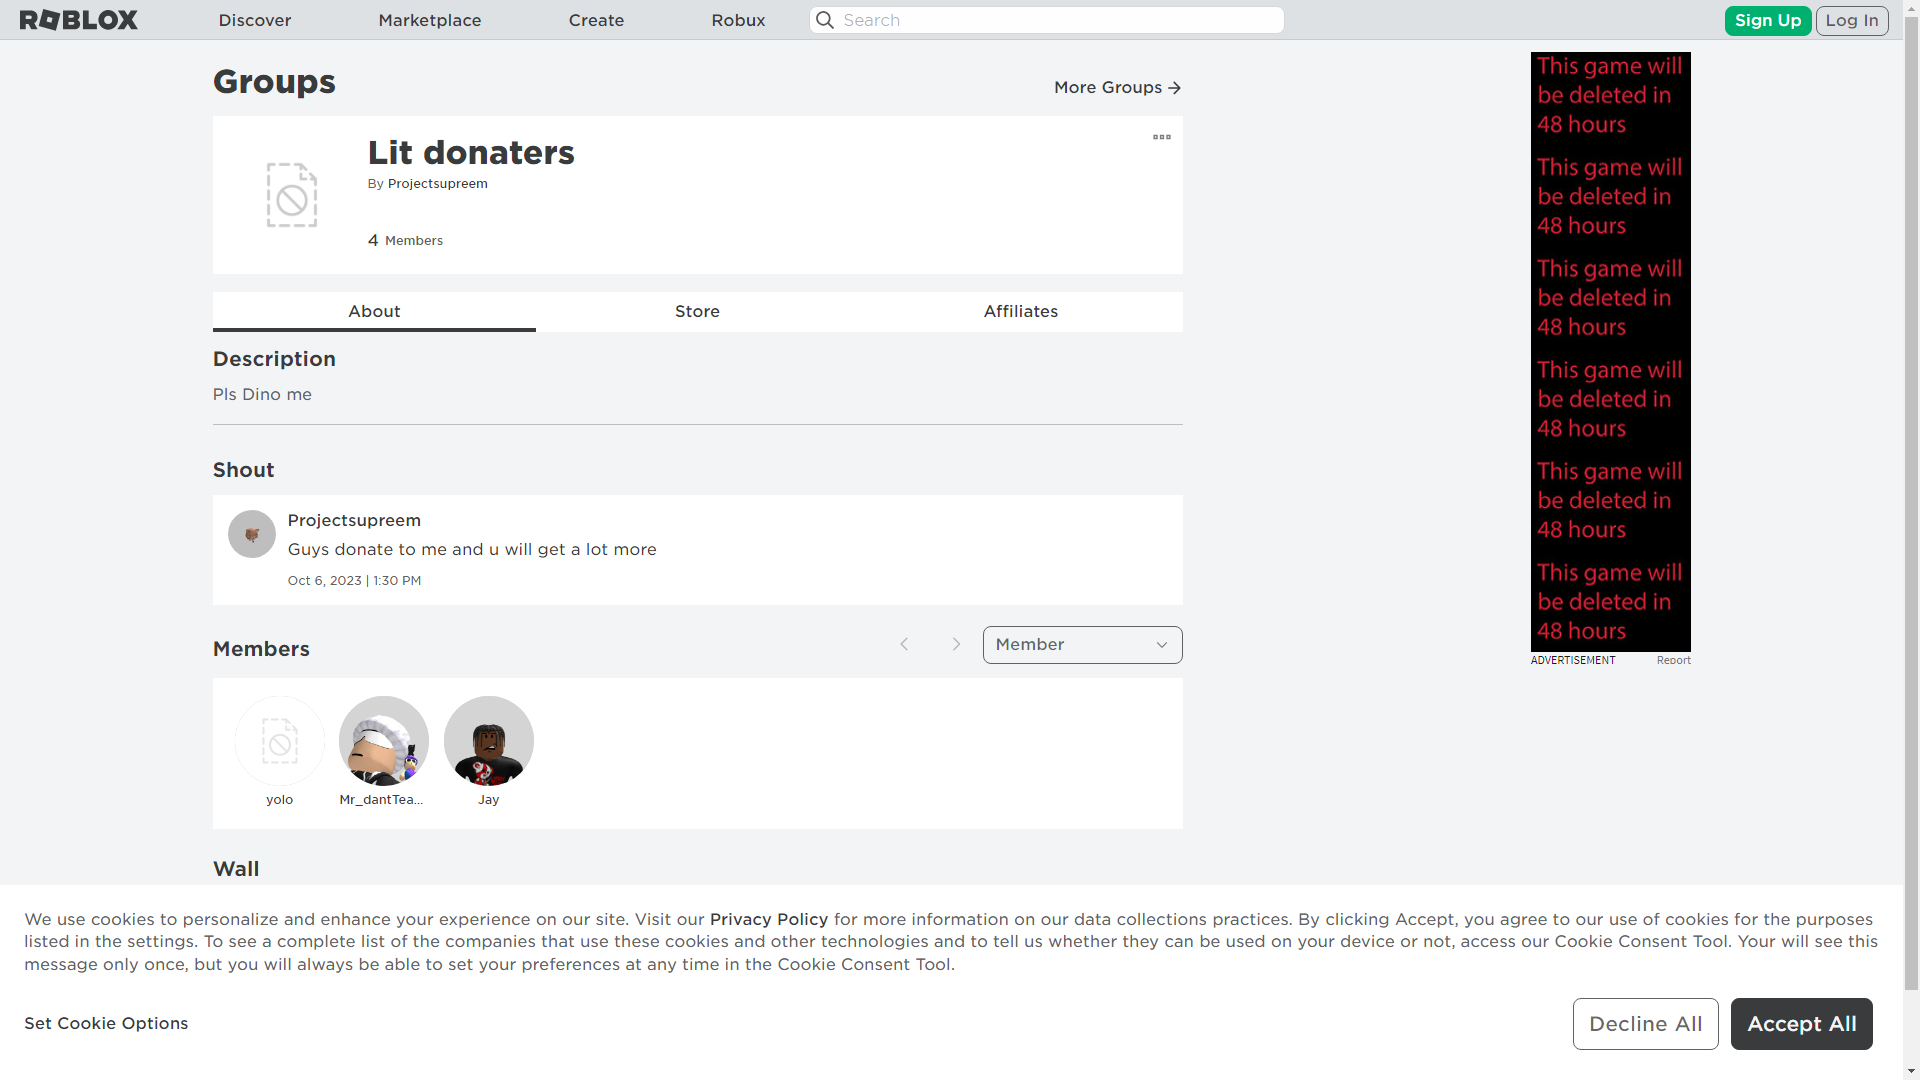 ROBLOX
Discover
Marketplace
Create
Robux
Search
Sign Up
Log In
Groups
More Groups
Lit donaters
By Projectsupreem
4 Members
About
Store
Affiliates
Description
Pls Dino me
Shout
Projectsupreem
Guys donate to me and u will get a lot more
Oct 6, 2023 | 1:30 PM
Members
Member
yolo
Mr_dantTea...
Jay
Wall
This game will
be deleted in
48 hours
This game will
be deleted in
48 hours
This game will
be deleted in
48 hours
This game will
be deleted in
48 hours
This game will
be deleted in
48 hours
This game will
be deleted in
48 hours
ADVERTISEMENT
Report
We use cookies to personalize and enhance your experience on our site. Visit our Privacy Policy for more information on our data collections practices. By clicking Accept, you agree to our use of cookies for the purposes
listed in the settings. To see a complete list of the companies that use these cookies and other technologies and to tell us whether they can be used on your device or not, access our Cookie Consent Tool. Your will see this
message only once, but you will always be able to set your preferences at any time in the Cookie Consent Tool.
Set Cookie Options
Decline All
Accept All